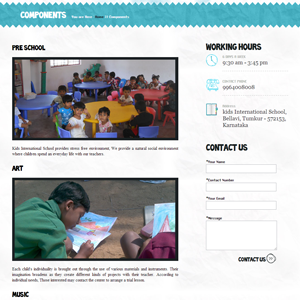 COMPONENTS
You are here: Home // Components
PRE SCHOOL
Kids International School provides stress free environment. We provide a natural social environment
where children spend an everyday life with our teachers.
ART
Each child's individuality is brought out through the use of various materials and instruments. Their
imagination broadens as they create different kinds of projects with their teacher. According to
individual needs. Those interested may contact the centre to arrange a trial lesson.
MUSIC
WORKING HOURS
9:30 am - 3:45 pm
9964008008
Kids International School,
Bellavi, Tumkur - 572153,
Karnataka
CONTACT US
*Your Name
*Contact Number
*Your Email
*Message
CONTACT US